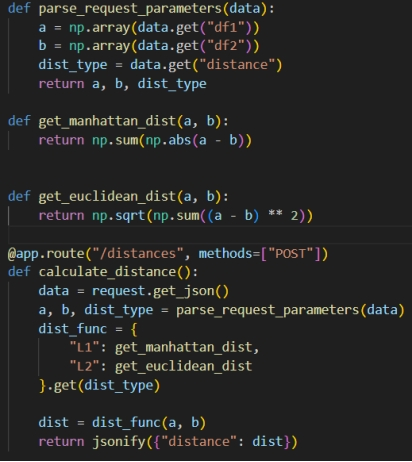 def parse_request_parameters(data):
    a = np.array(data.get("df1"))
    b = np.array(data.get("df2"))
    dist_type = data.get("distance")
    return a, b, dist_type

def get_manhattan_dist(a, b):
    return np.sum(np.abs(a - b))


def get_euclidean_dist(a, b):
    return np.sqrt(np.sum((a - b) ** 2))

@app.route("/distances", methods=["POST"])
def calculate_distance():
    data = request.get_json()
    a, b, dist_type = parse_request_parameters(data)
    dist_func = {
        "L1": get_manhattan_dist,
        "L2": get_euclidean_dist
    }.get(dist_type)

    dist = dist_func(a, b)
    return jsonify({"distance": dist})